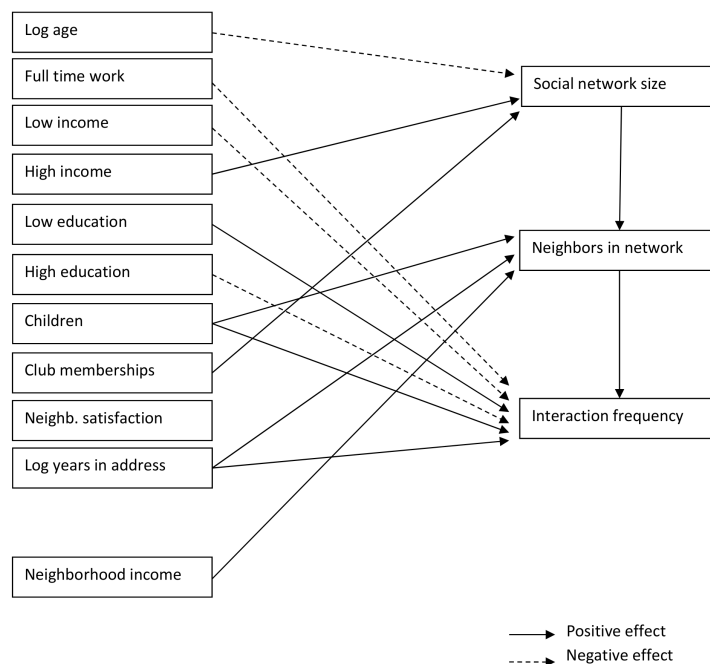 Log age
Full time work
Low income
High income
Low education
High education
Children
Club memberships
Neighb. satisfaction
Log years in address
Neighborhood income
Social network size
Neighbors in network
Interaction frequency
Positive effect
Negative effect